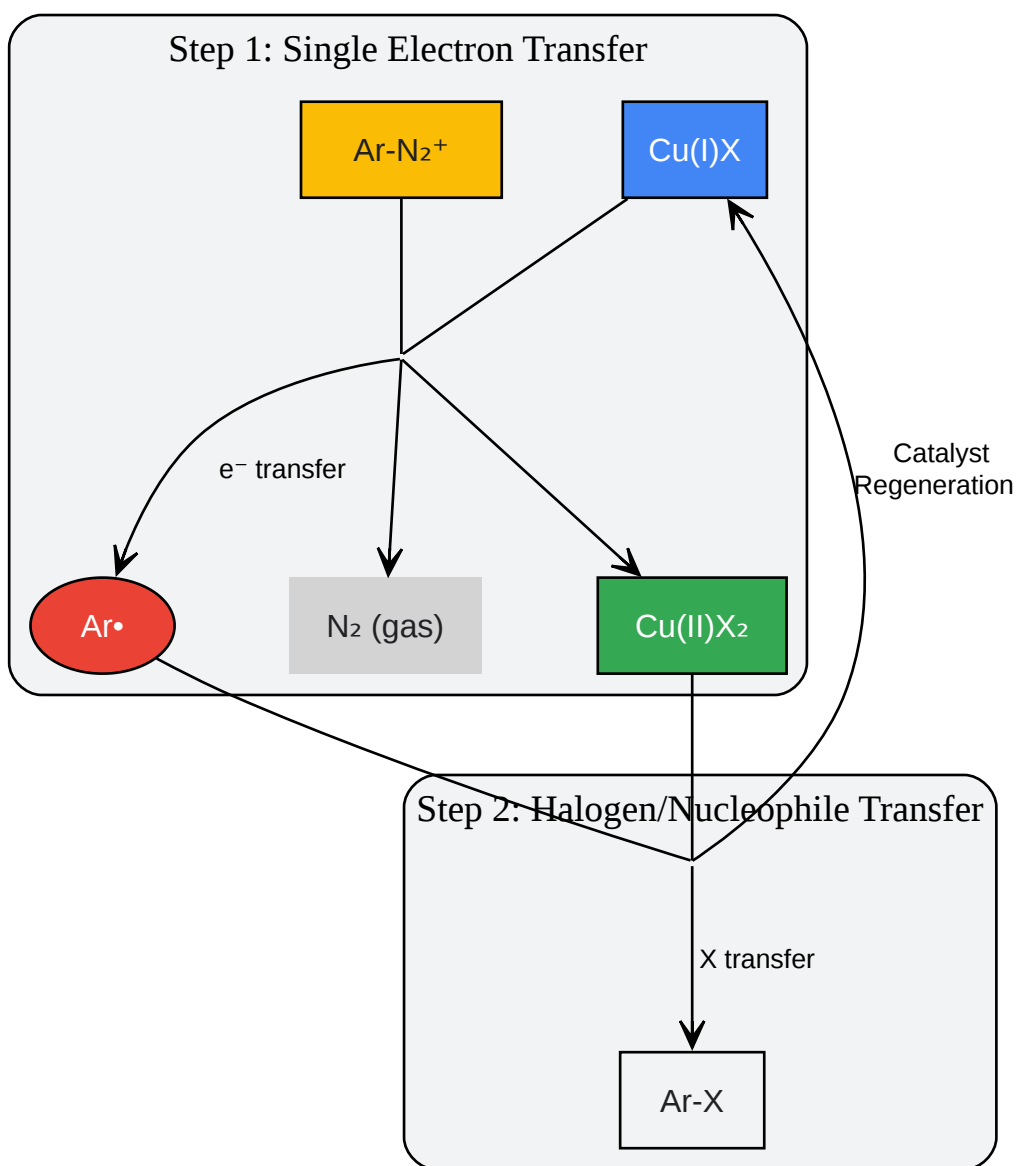 Step 1: Single Electron Transfer
Ar-N₂⁺
Cu(I)X
Catalyst
Regeneration
e⁻ transfer
Ar•
N₂ (gas)
Cu(II)X₂
Step 2: Halogen/Nucleophile Transfer
X transfer
Ar-X